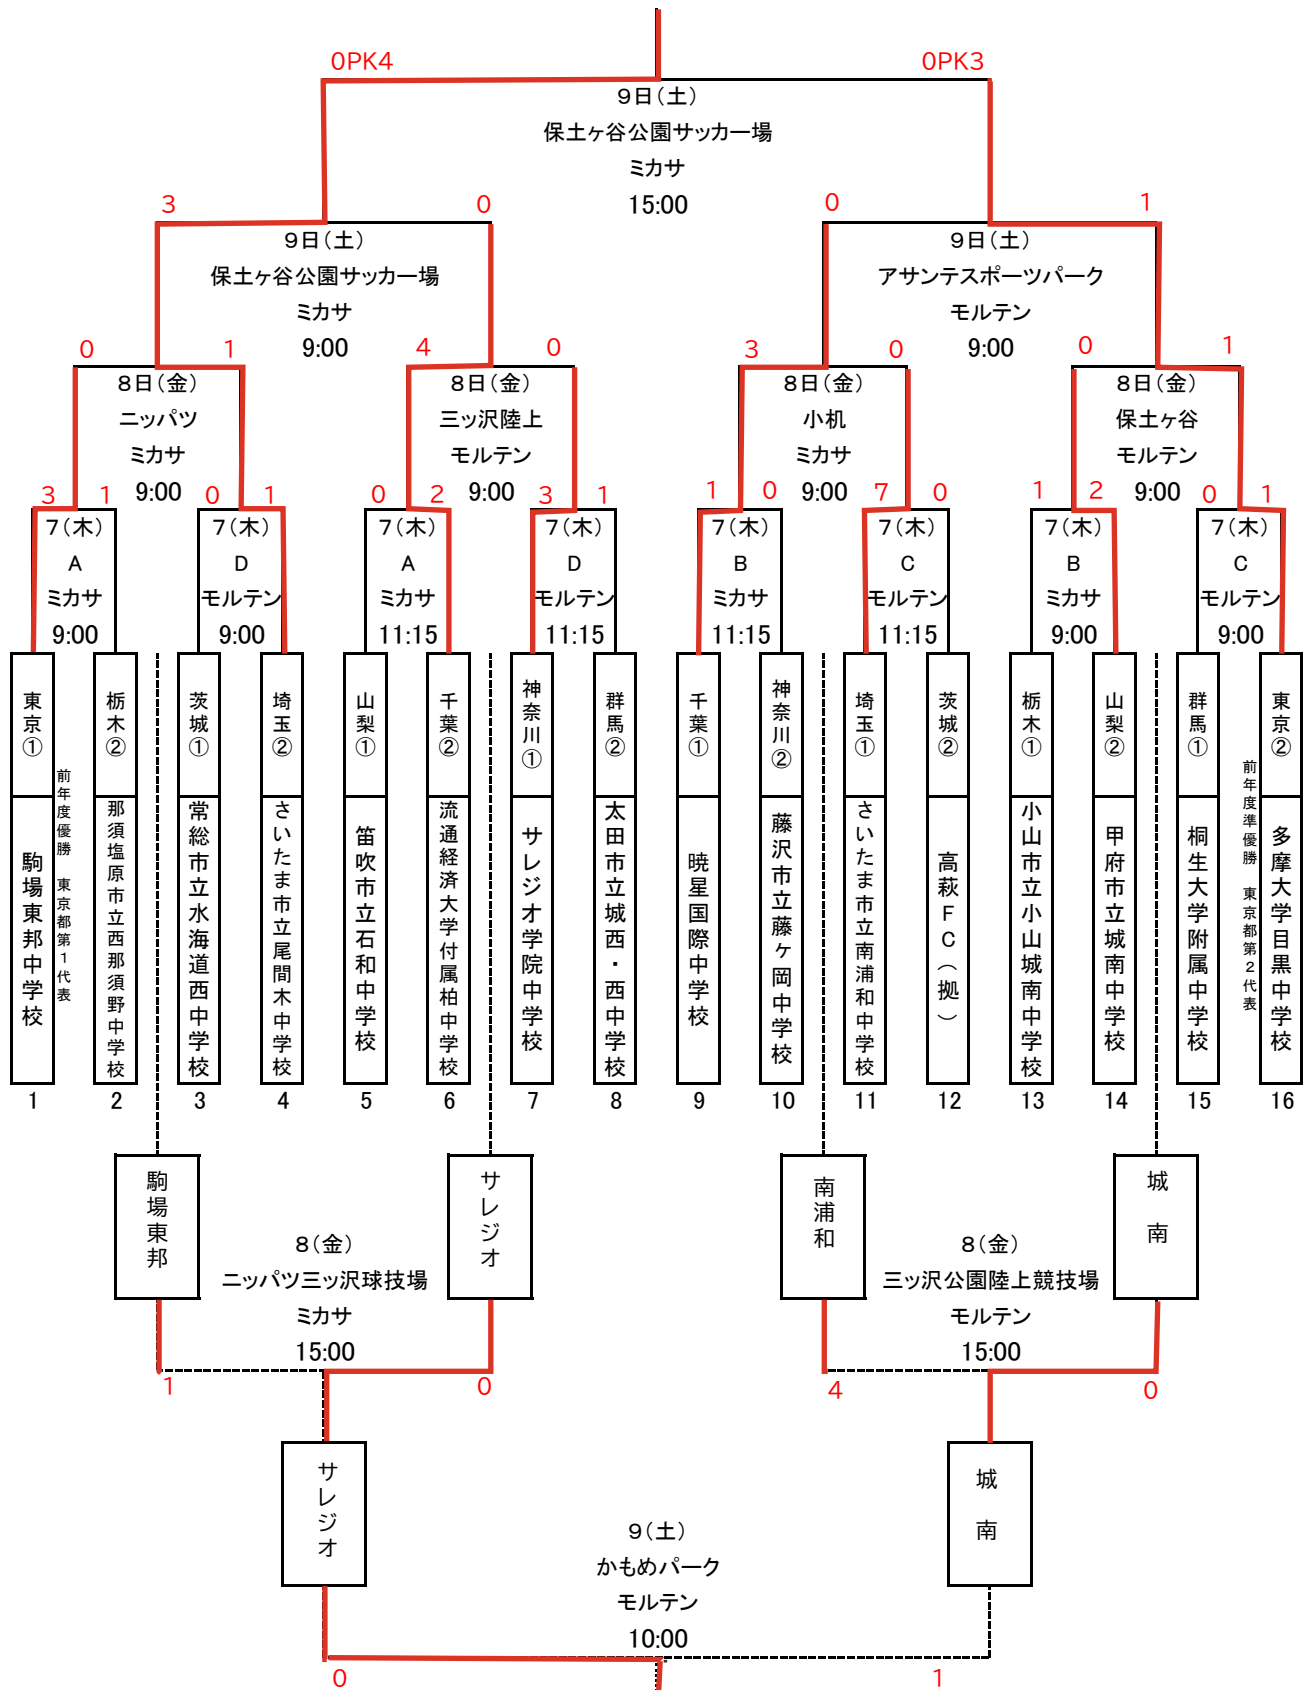 0PK4 0PK3
9日(土)
保土ヶ谷公園サッカー場
ミカサ
15:00
3 0 0 1
9日(土) 9日(土)
保土ヶ谷公園サッカー場 アサンテスポーツパーク
ミカサ モルテン
9:00 9:00
0 1 4 0 3 0 0 1
8日(金) 8日(金) 8日(金) 8日(金)
ニッパツ 三ッ沢陸上 小机 保土ヶ谷
ミカサ モルテン ミカサ モルテン
9:00 9:00 9:00 9:00
3 1 0 1 0 2 3 1 1 0 7 0 1 2 0 1
7(木) 7(木) 7(木) 7(木) 7(木) 7(木) 7(木) 7(木)
A D A D B C B C
ミカサ モルテン ミカサ モルテン ミカサ モルテン ミカサ モルテン
9:00 9:00 11:15 11:15 11:15 11:15 9:00 9:00
東京①
駒場東邦中学校
前年度優勝 東京都第1代表
1
栃木②
那須塩原市立西那須野中学校
2
茨城①
常総市立水海道西中学校
3
埼玉②
さいたま市立尾間木中学校
4
山梨①
笛吹市立石和中学校
5
千葉②
流通経済大学付属柏中学校
6
神奈川①
サレジオ学院中学校
7
群馬②
太田市立城西・西中学校
8
千葉①
暁星国際中学校
9
神奈川②
藤沢市立藤ヶ岡中学校
10
埼玉①
さいたま市立南浦和中学校
11
茨城②
高萩FC(拠)
12
栃木①
小山市立小山城南中学校
13
山梨②
甲府市立城南中学校
14
群馬①
桐生大学附属中学校
15
前年度準優勝 東京都第2代表
東京②
多摩大学目黒中学校
16
駒場東邦
サレジオ
南浦和
城南
8(金) 8(金)
ニッパツ三ッ沢球技場 三ッ沢公園陸上競技場
ミカサ モルテン
15:00 15:00
1 0 4 0
サレジオ
城南
9(土)
かもめパーク
モルテン
10:00
0 1